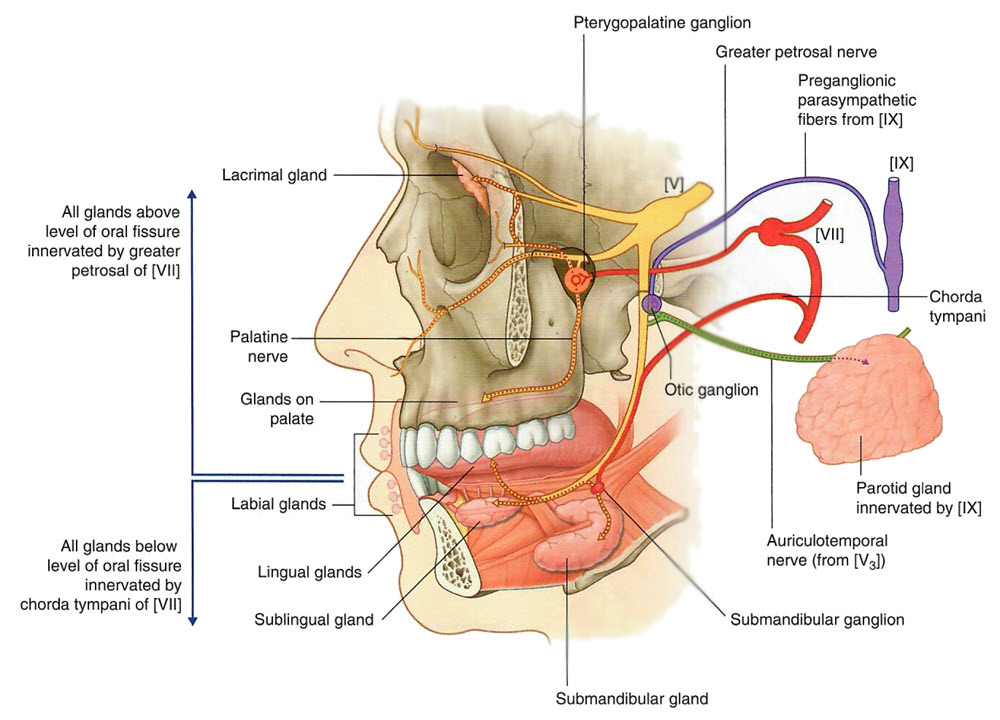 Pterygopalatine ganglion
Greater petrosal nerve
Preganglionic
parasympathetic
fibers from [IX]
[IX]
[V]
[VII]
Lacrimal gland
All glands above
level of oral fissure
innervated by greater
petrosal of [VII]
Chorda
tympani
Palatine
nerve
Otic ganglion
Glands on
palate
Labial glands
Parotid gland
innervated by [IX]
Auriculotemporal
nerve (from [V₃])
All glands below
level of oral fissure
innervated by
chorda tympani of [VII]
Lingual glands
Sublingual gland
Submandibular ganglion
Submandibular gland